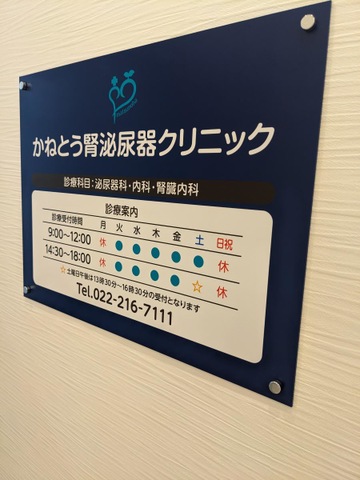 かねとう腎泌尿器クリニック
診療科目：泌尿器科・内科・腎臓内科
診療案内
診療受付時間 月 火 水 木 金 土 日祝
9:00～12:00 休 ● ● ● ● ● 休
14:30～18:00 休 ● ● ● ● ☆ 休
☆土曜日午後は13時30分～16時30分の受付となります
Tel.022-216-7111